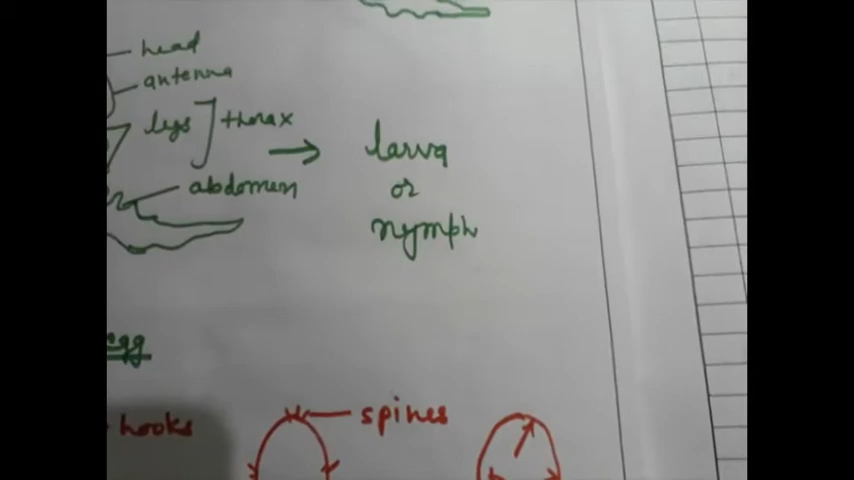 head
antenna
legs thorax
larva
or
nymph
abdomen
egg
hooks
spines